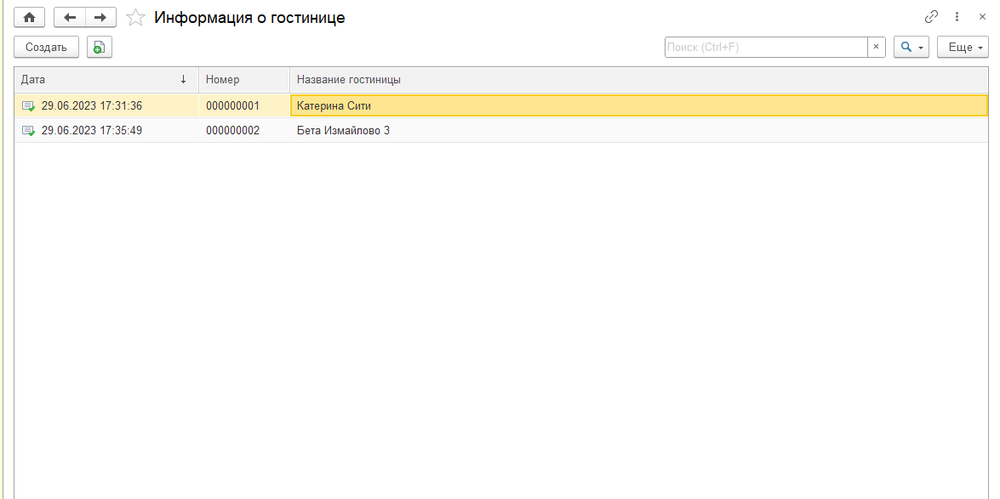 Информация о гостинице
Создать
Поиск (Ctrl+F)
×
Еще
Дата ↓ Номер Название гостиницы
29.06.2023 17:31:36 000000001 Катерина Сити
29.06.2023 17:35:49 000000002 Бета Измайлово 3